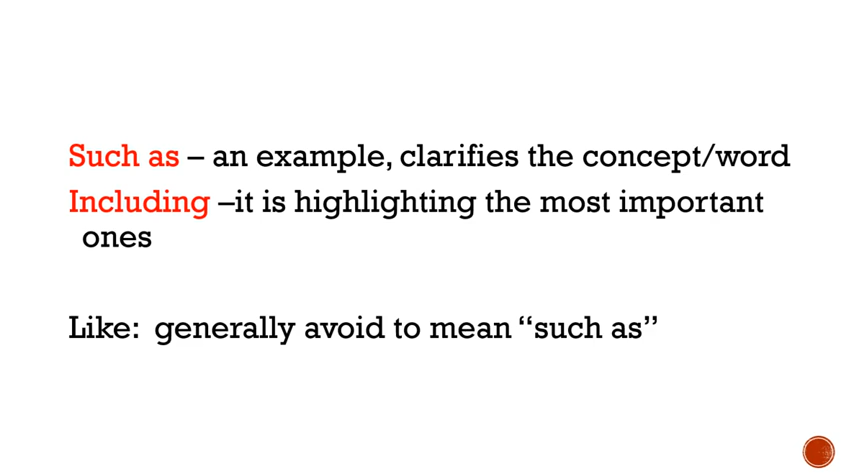 Such as – an example, clarifies the concept/word
Including –it is highlighting the most important
ones
Like:  generally avoid to mean “such as”